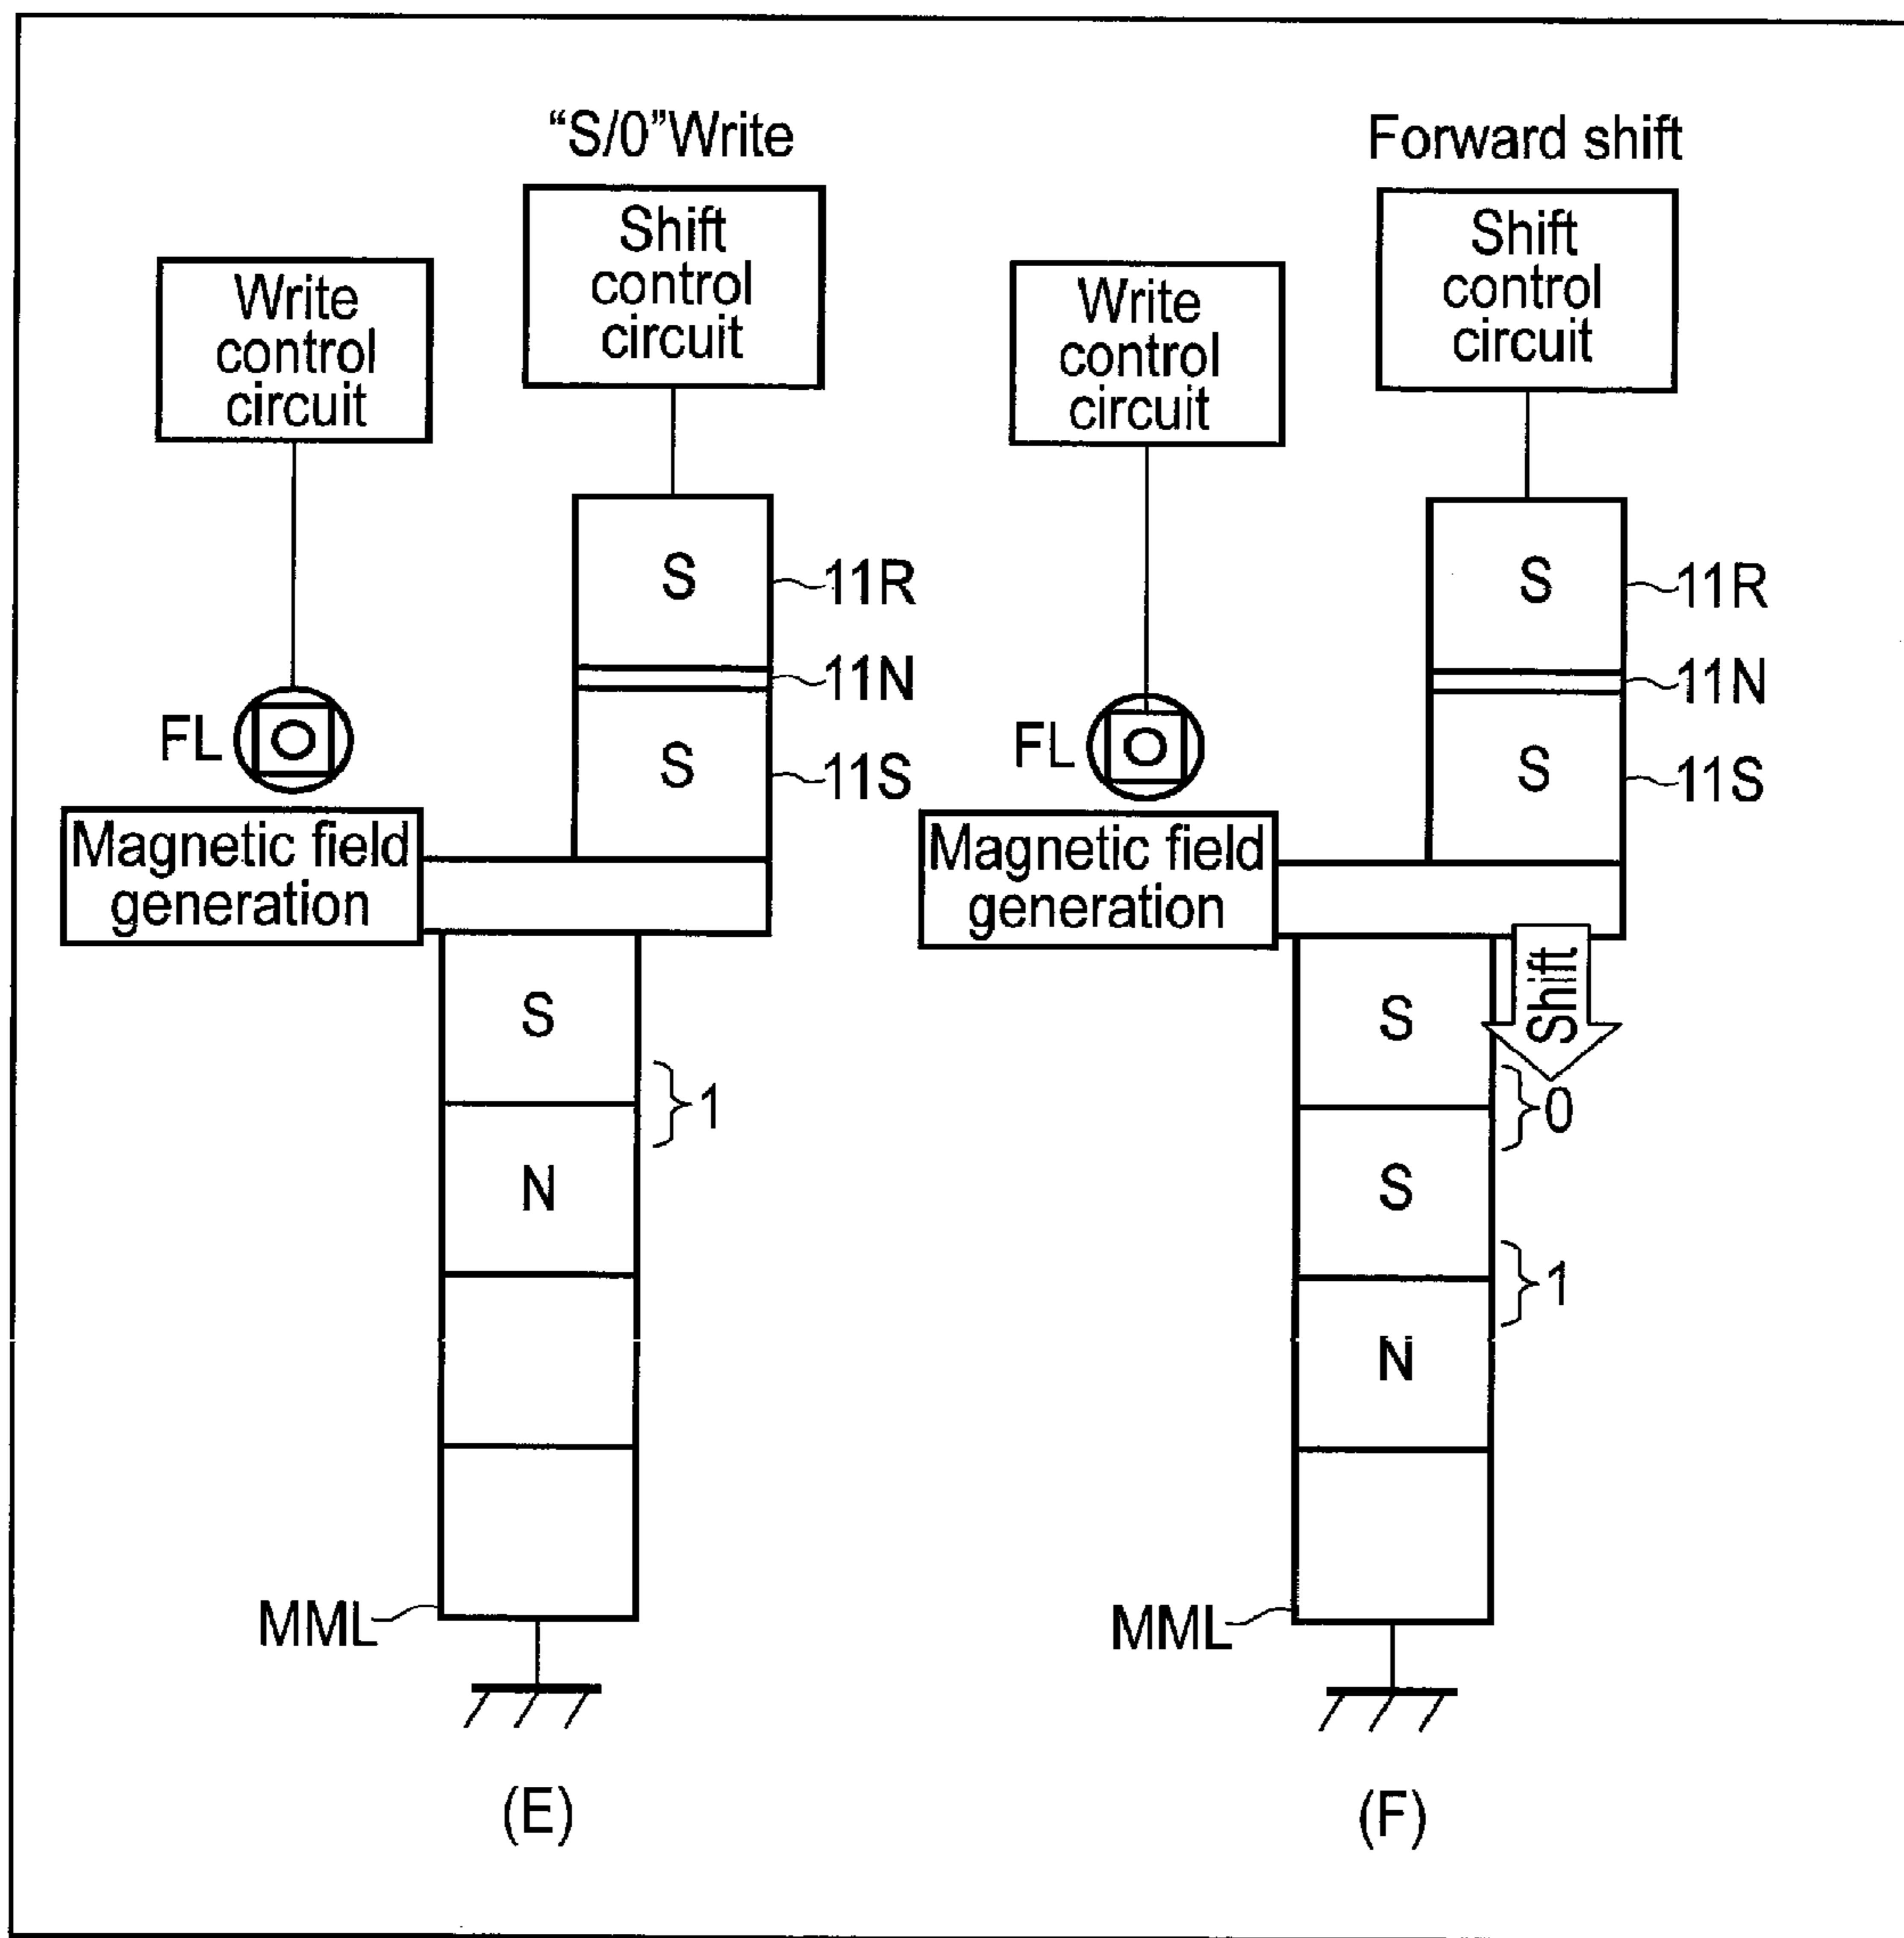 “S/0”Write
Shift
control
circuit
Write
control
circuit
S
11R
11N
FL
S
11S
Magnetic field
generation
S
1
N
MML
(E)
Forward shift
Shift
control
circuit
Write
control
circuit
S
11R
11N
FL
S
11S
Magnetic field
generation
Shift
S
0
S
1
N
MML
(F)